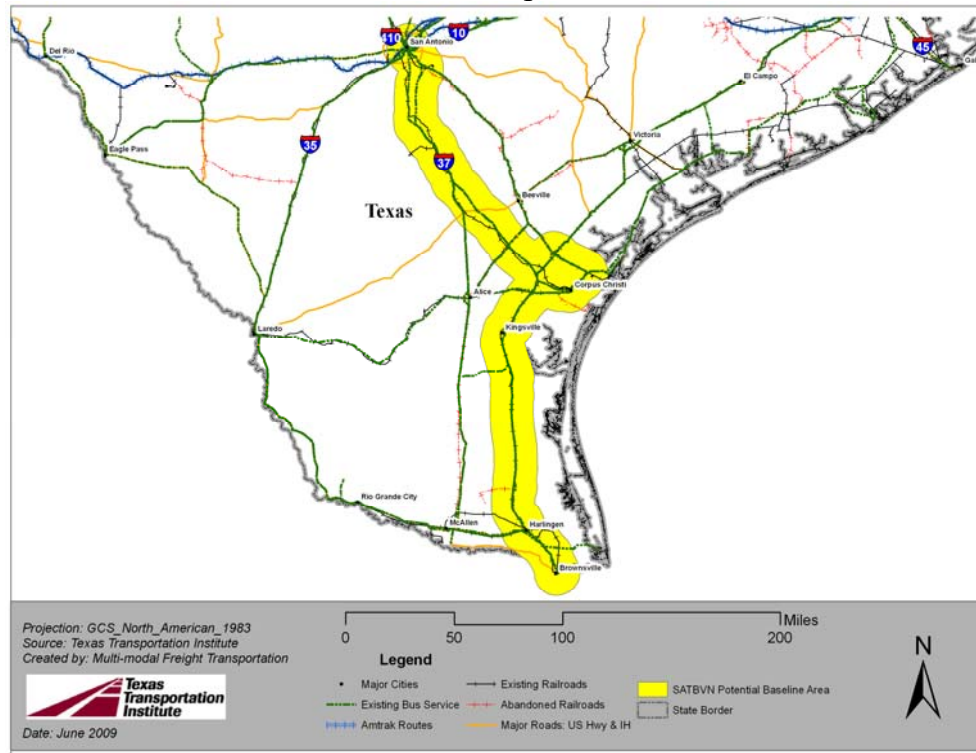 410
10
San Antonio
45
Del Rio
Gal
El Campo
Victoria
Eagle Pass
35
37
Beeville
Texas
Corpus Christi
Alice
Kingsville
Laredo
Rio Grande City
McAllen
Harlingen
Brownsville
Projection: GCS_North_American_1983
Source: Texas Transportation Institute
Created by: Multi-modal Freight Transportation
Texas
Transportation
Institute
Date: June 2009
Miles
0 50 100 200
Legend
Major Cities
Existing Bus Service
Amtrak Routes
Existing Railroads
Abandoned Railroads
Major Roads: US Hwy & IH
SATBVN Potential Baseline Area
State Border
N